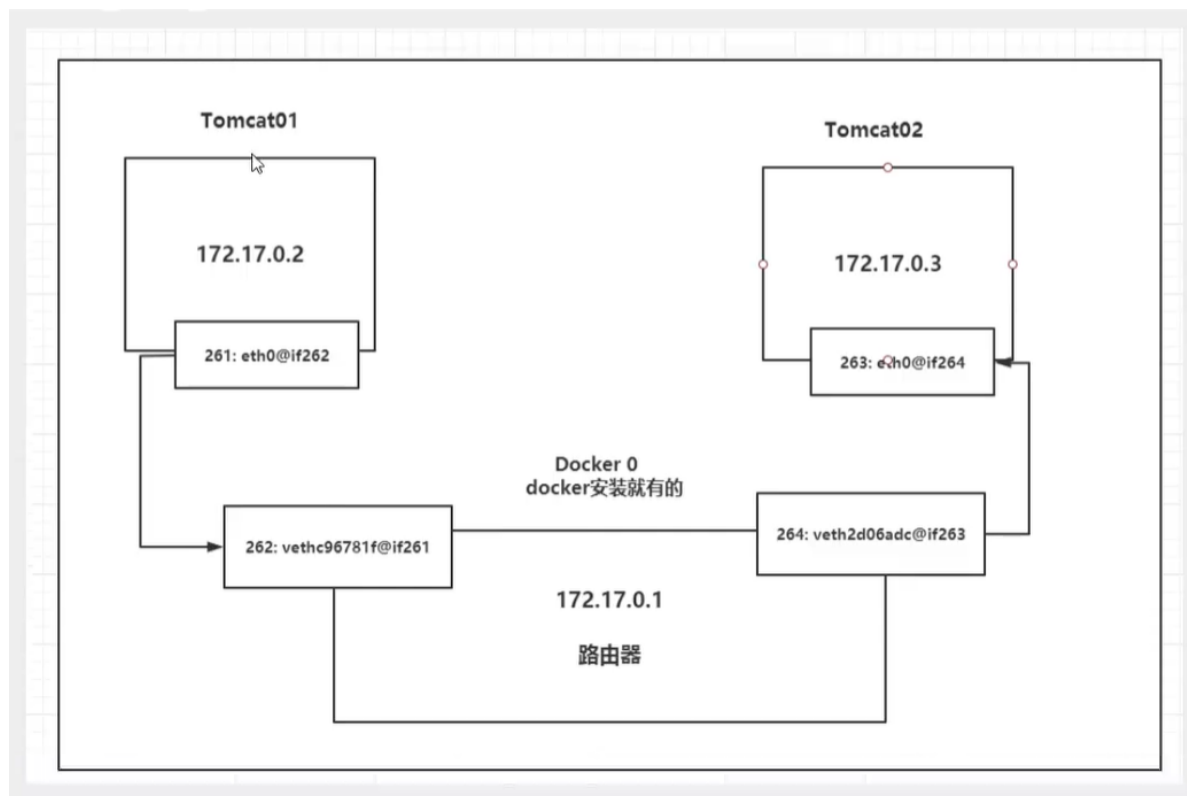 Tomcat01
Tomcat02
172.17.0.2
172.17.0.3
261: eth0@if262
263: eth0@if264
Docker 0
docker安装就有的
262: vethc96781f@if261
264: veth2d06adc@if263
172.17.0.1
路由器